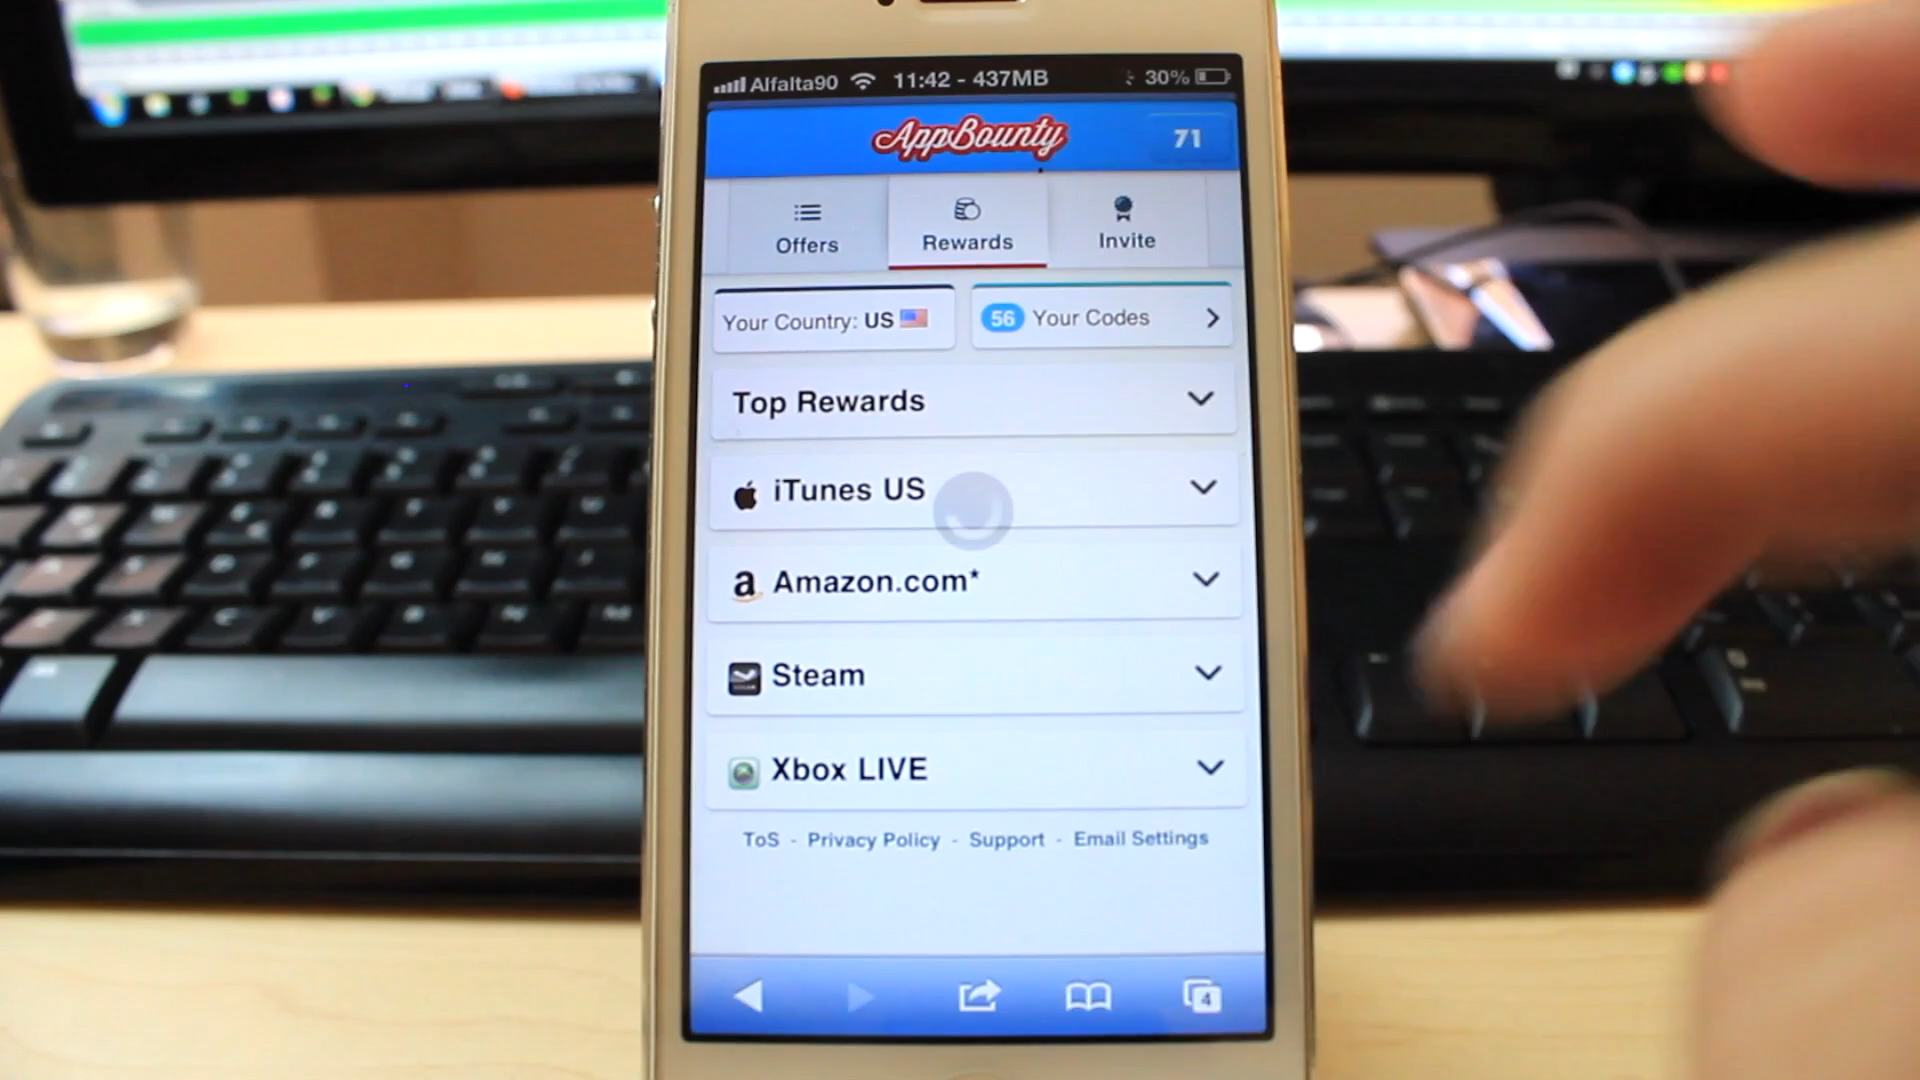 Alfalta90 11:42 - 437MB 30%
AppBounty 71
Offers Rewards Invite
Your Country: US 56 Your Codes
Top Rewards
iTunes US
a Amazon.com*
Steam
Xbox LIVE
ToS - Privacy Policy - Support - Email Settings
4